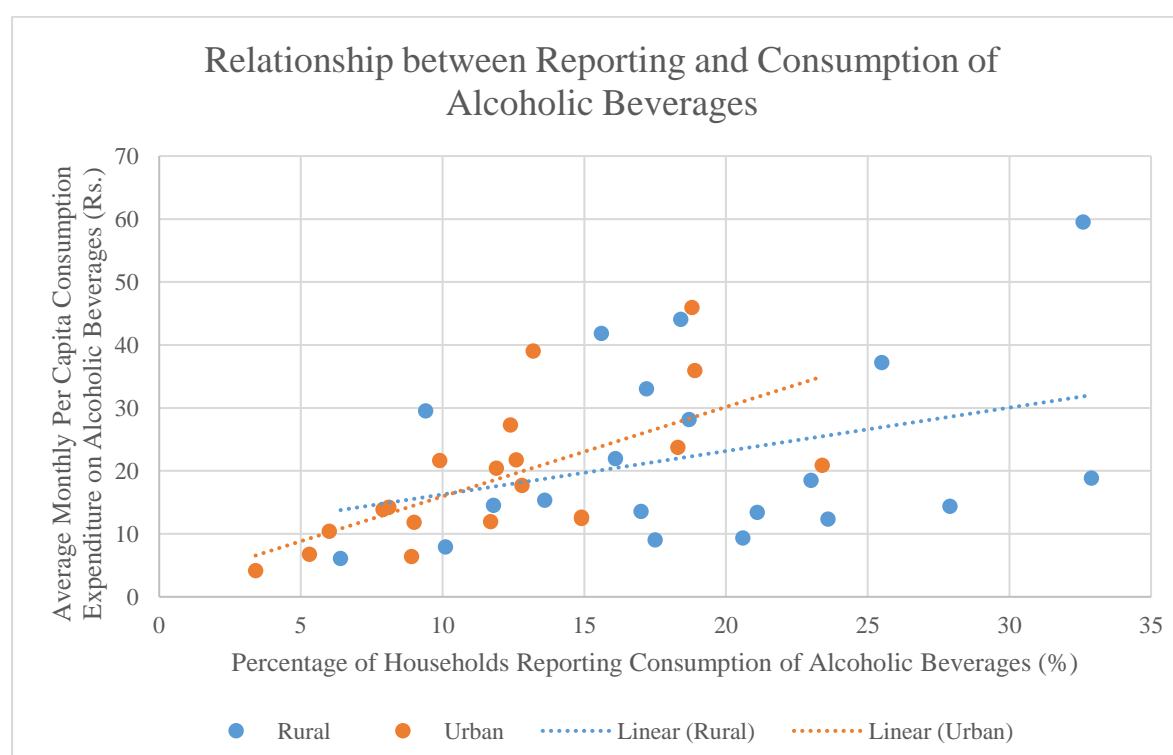 Relationship between Reporting and Consumption of
Alcoholic Beverages
Average Monthly Per Capita Consumption
Expenditure on Alcoholic Beverages (Rs.)
70
60
50
40
30
20
10
0
0 5 10 15 20 25 30 35
Percentage of Households Reporting Consumption of Alcoholic Beverages (%)
Rural Urban Linear (Rural) Linear (Urban)